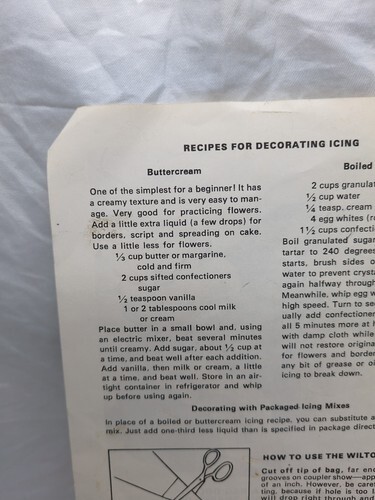 RECIPES FOR DECORATING ICING
Buttercream
One of the simplest for a beginner! It has
a creamy texture and is very easy to man-
age. Very good for practicing flowers.
Add a little extra liquid (a few drops) for
borders, script and spreading on cake.
Use a little less for flowers.
⅓ cup butter or margarine,
cold and firm
2 cups sifted confectioners
sugar
½ teaspoon vanilla
1 or 2 tablespoons cool milk
or cream
Place butter in a small bowl and, using
an electric mixer, beat several minutes
until creamy. Add sugar, about ½ cup at
a time, and beat well after each addition.
Add vanilla, then milk or cream, a little
at a time, and beat well. Store in an air-
tight container in refrigerator and whip
up before using again.
Boiled
2 cups granulat
½ cup water
¼ teasp. cream
4 egg whites (r
1½ cups confecti
Boil granulated sugar
tartar to 240 degrees
starts, brush sides o
water to prevent crystal
again halfway through
Meanwhile, whip egg w
high speed. Turn to se
ually add confectioner
all 5 minutes more at h
with damp cloth while
will not restore origina
for flowers and border
any bit of grease or oi
icing to break down.
Decorating with Packaged Icing Mixes
In place of a boiled or buttercream icing recipe, you can substitute a
mix. Just add one-third less liquid than is specified in package direct
HOW TO USE THE WILTO
Cut off tip of bag, far eno
grooves on coupler show—app
of an inch. However, be care
ting, because if hole is too l
will drop right through and